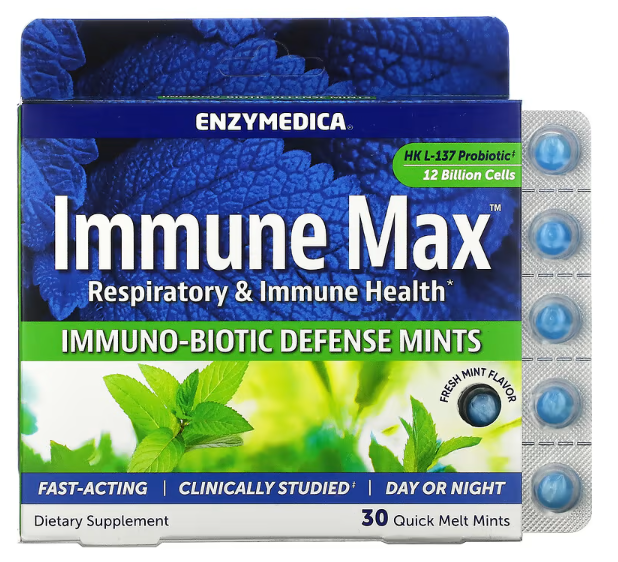 ENZYMEDICA®
HK L-137 Probiotic‡
12 Billion Cells
Immune Max™
Respiratory & Immune Health*
IMMUNO-BIOTIC DEFENSE MINTS
FRESH MINT FLAVOR
FAST-ACTING | CLINICALLY STUDIED‡ | DAY OR NIGHT
Dietary Supplement
30 Quick Melt Mints